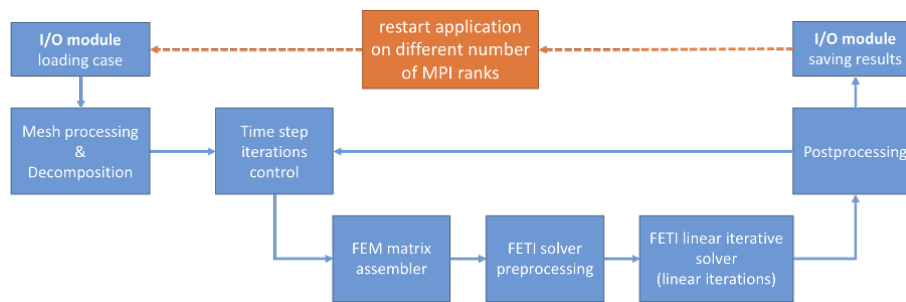 I/O module
loading case
restart application
on different number
of MPI ranks
I/O module
saving results
Mesh processing
&
Decomposition
Time step
iterations
control
Postprocessing
FEM matrix
assembler
FETI solver
preprocessing
FETI linear iterative
solver
(linear iterations)